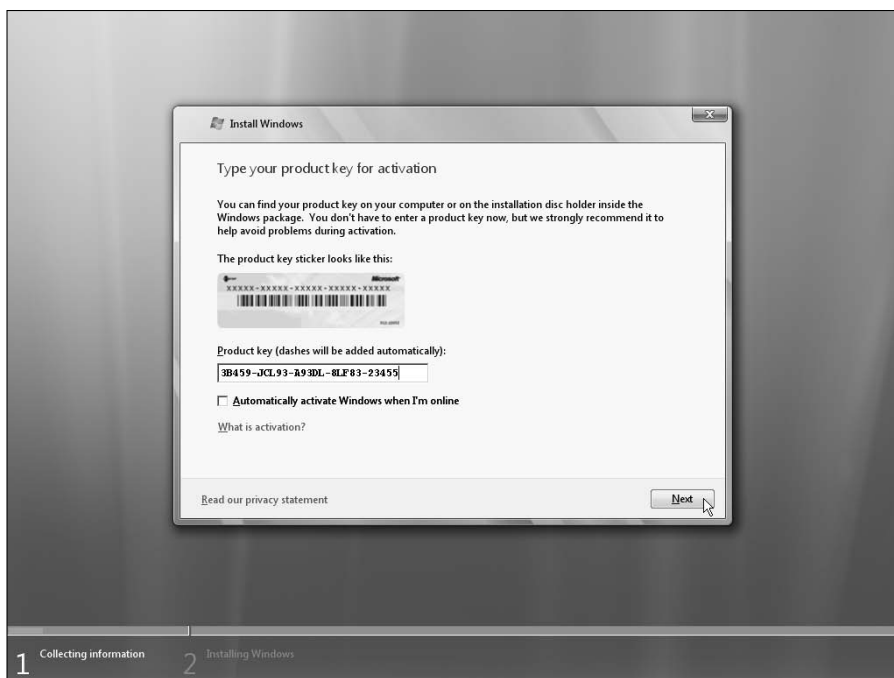 Install Windows
Type your product key for activation
You can find your product key on your computer or on the installation disc holder inside the
Windows package. You don't have to enter a product key now, but we strongly recommend it to
help avoid problems during activation.
The product key sticker looks like this:
Microsoft
XXXXX-XXXXX-XXXXX-XXXXX-XXXXX
Product key (dashes will be added automatically):
3B459-JCL93-A93DL-8LF83-23455
Automatically activate Windows when I'm online
What is activation?
Read our privacy statement
Next
1 Collecting information
2 Installing Windows